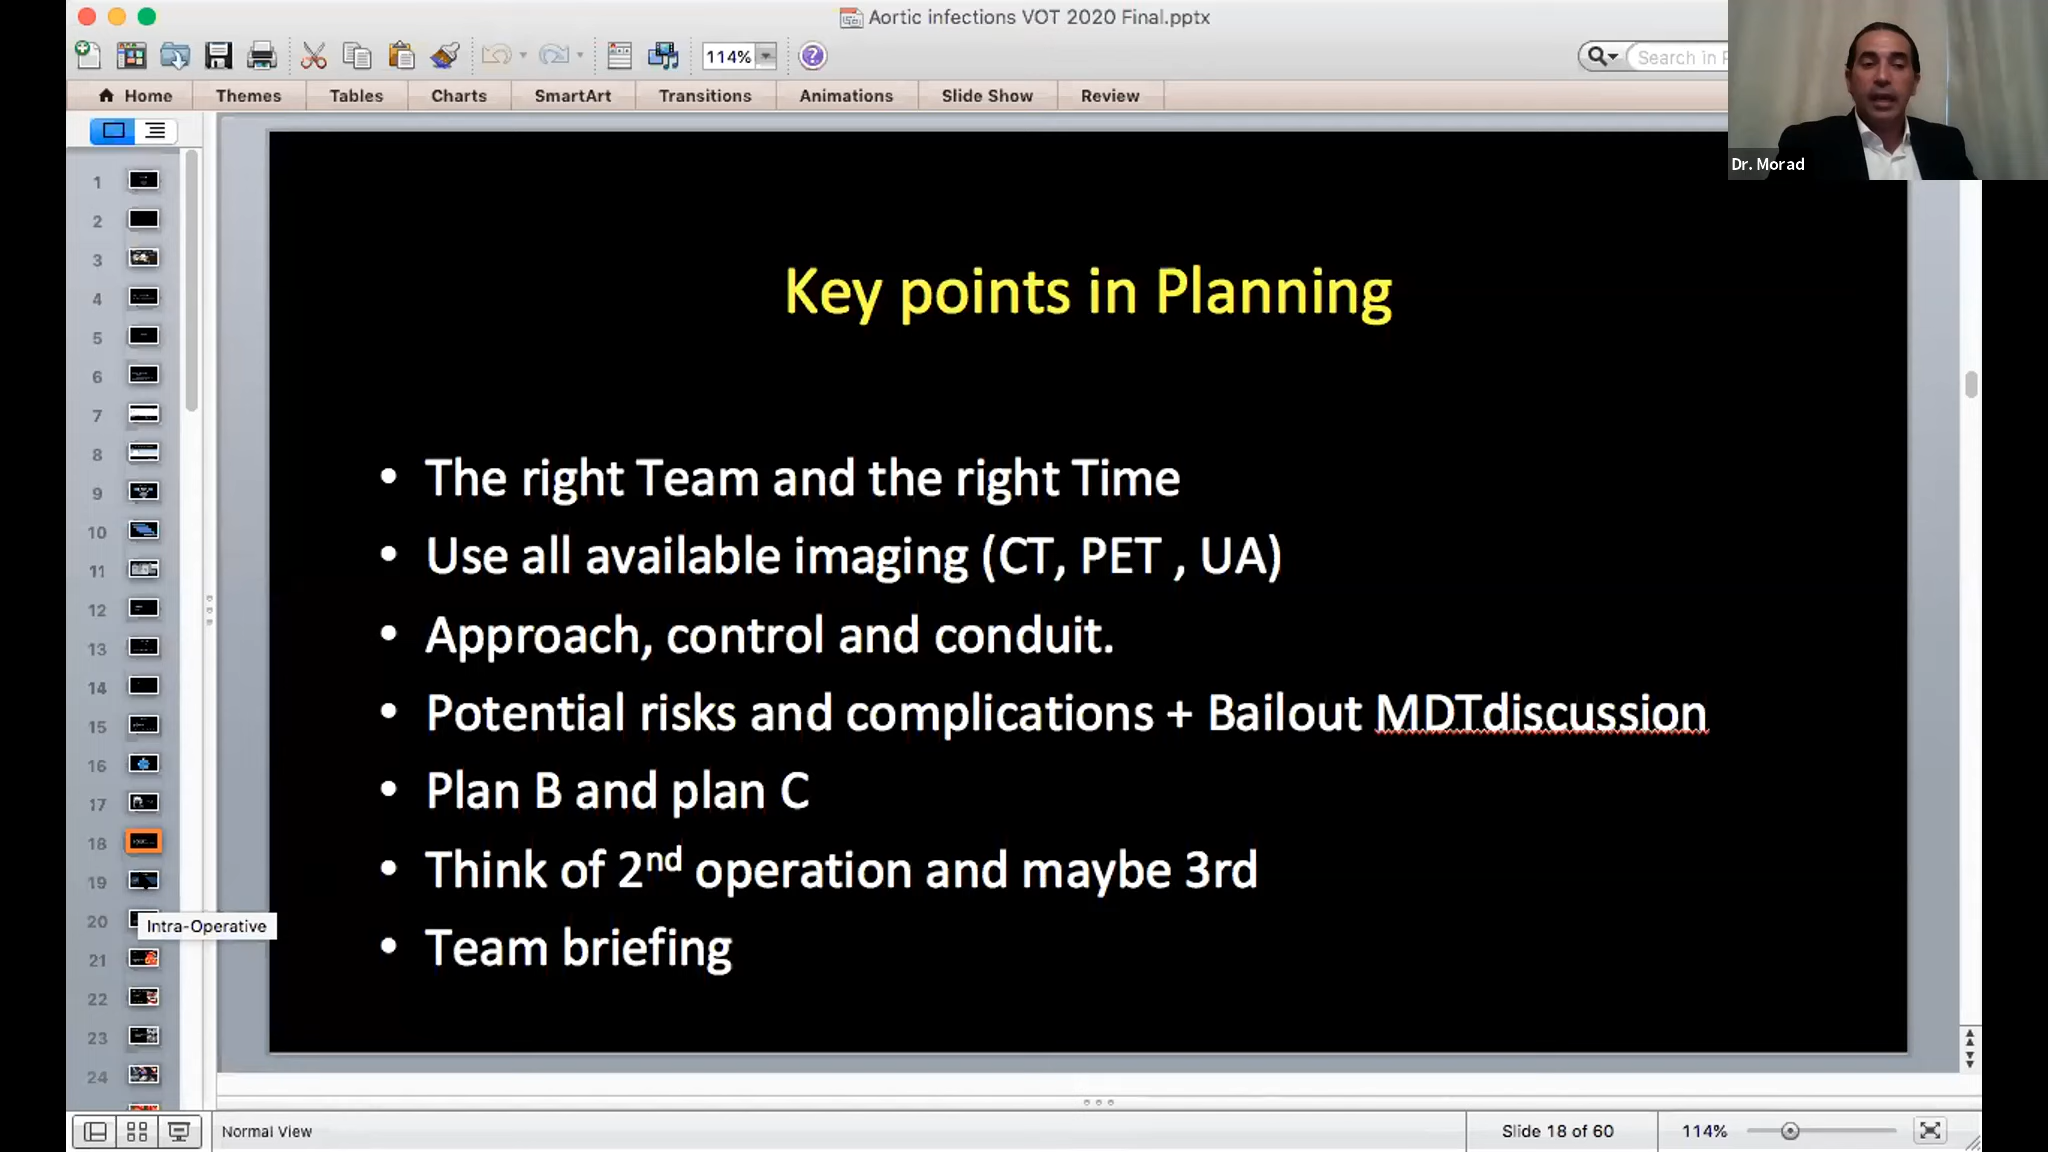 Aortic infections VOT 2020 Final.pptx
114%
Search in
Home Themes Tables Charts SmartArt Transitions Animations Slide Show Review
Dr. Morad
1
2
3
4
5
6
7
8
9
10
11
12
13
14
15
16
17
18
19
20
21
22
23
24
Intra-Operative
Key points in Planning
• The right Team and the right Time
• Use all available imaging (CT, PET , UA)
• Approach, control and conduit.
• Potential risks and complications + Bailout MDTdiscussion
• Plan B and plan C
• Think of 2nd operation and maybe 3rd
• Team briefing
Normal View
Slide 18 of 60
114%